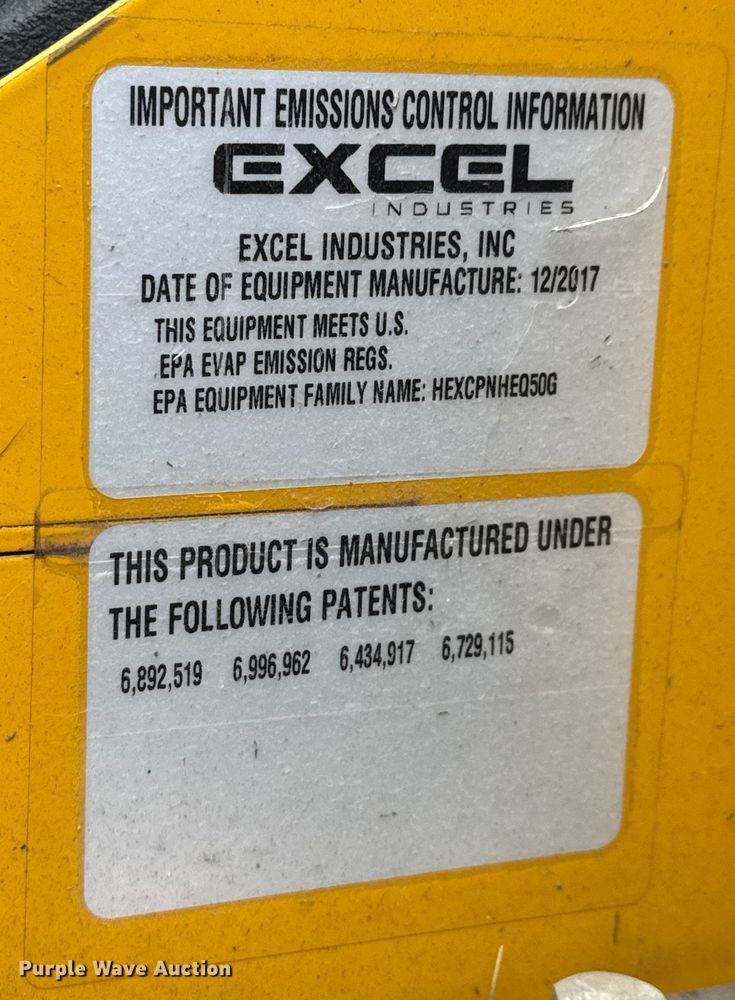 IMPORTANT EMISSIONS CONTROL INFORMATION
EXCEL
INDUSTRIES
EXCEL INDUSTRIES, INC
DATE OF EQUIPMENT MANUFACTURE: 12/2017
THIS EQUIPMENT MEETS U.S.
EPA EVAP EMISSION REGS.
EPA EQUIPMENT FAMILY NAME: HEXCPNHEQ50G
THIS PRODUCT IS MANUFACTURED UNDER
THE FOLLOWING PATENTS:
6,892,519 6,996,962 6,434,917 6,729,115
Purple Wave Auction